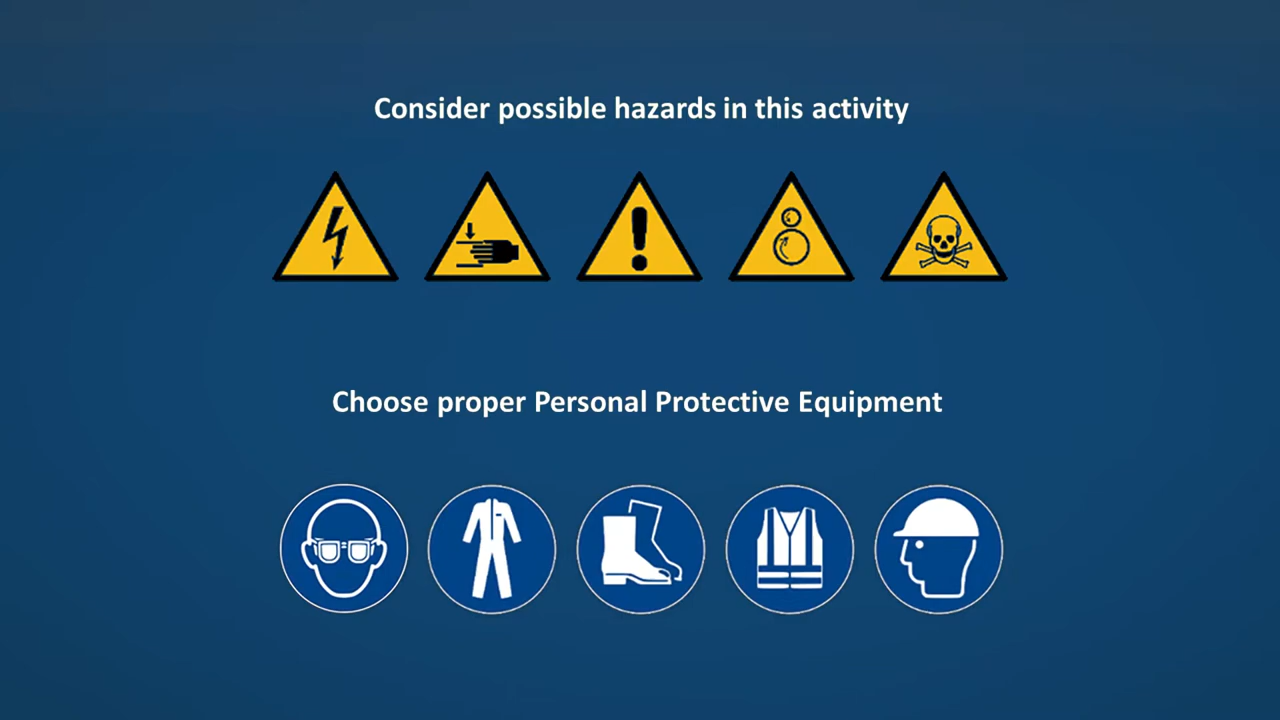 Consider possible hazards in this activity
Choose proper Personal Protective Equipment